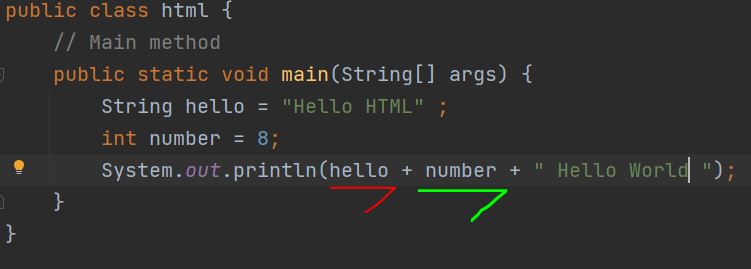 public class html {
// Main method
public static void main(String[] args) {
String hello = "Hello HTML" ;
int number = 8;
System.out.println(hello + number + " Hello World ");
}
}